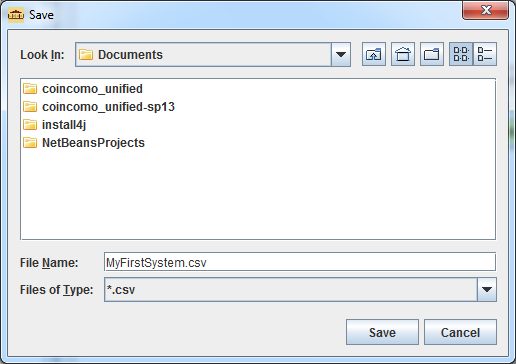 Save
Look In: Documents
coincomo_unified
coincomo_unified-sp13
install4j
NetBeansProjects
File Name: MyFirstSystem.csv
Files of Type: *.csv
Save Cancel